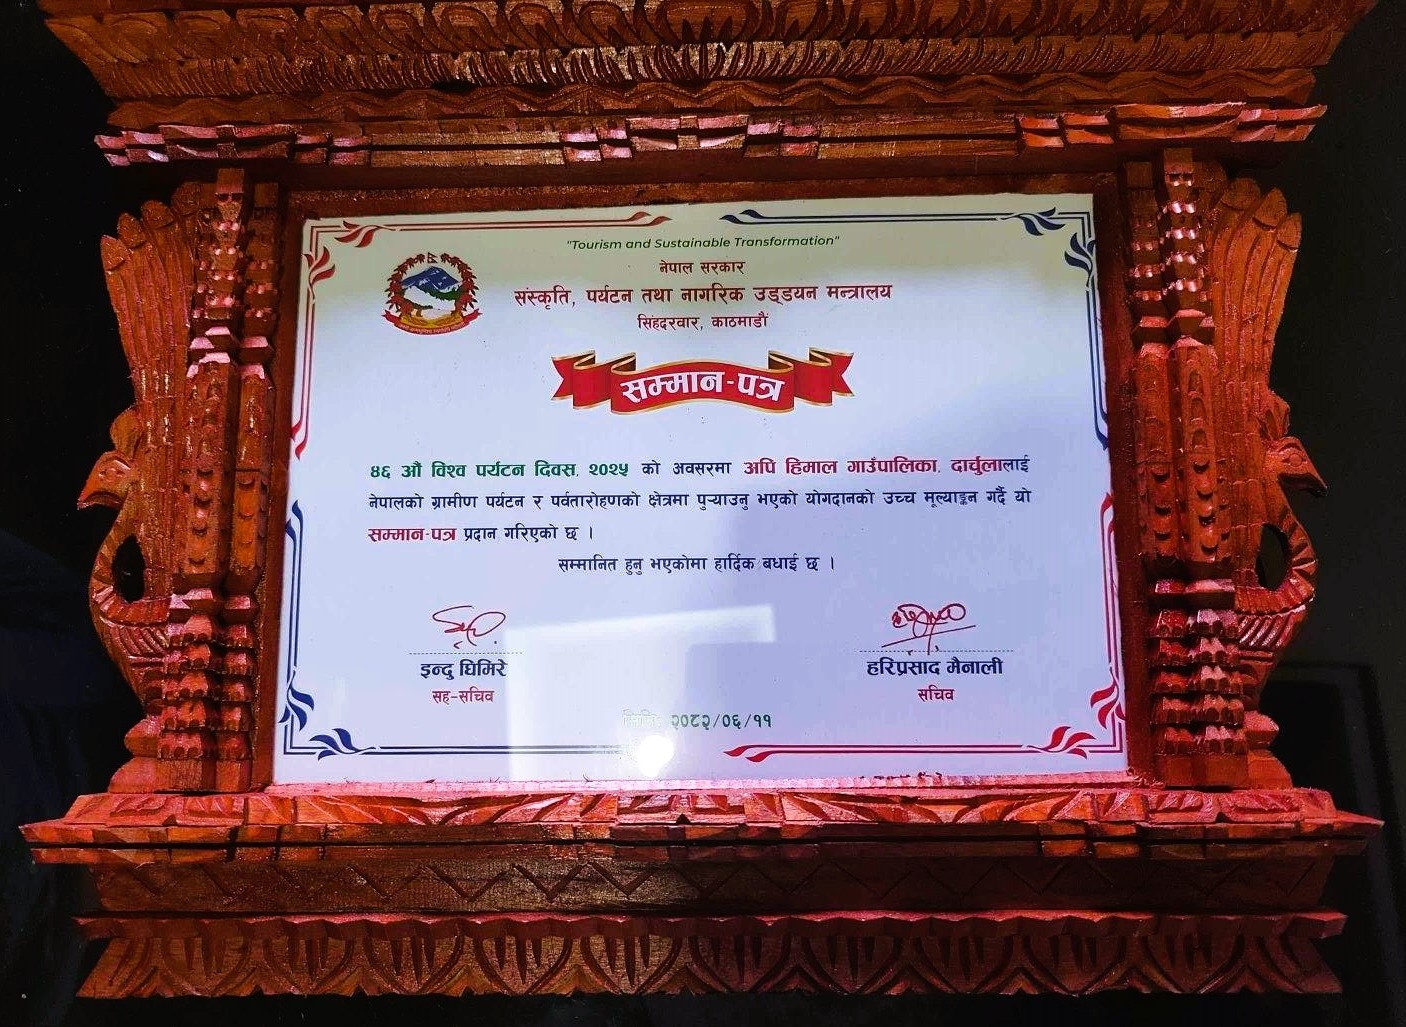 "Tourism and Sustainable Transformation"
नेपाल सरकार
संस्कृति, पर्यटन तथा नागरिक उड्डयन मन्त्रालय
सिंहदरवार, काठमाडौं
सम्मान-पत्र
४६ औं विश्व पर्यटन दिवस, २०२५ को अवसरमा अपि हिमाल गाउँपालिका, दार्चुलालाई
नेपालको ग्रामीण पर्यटन र पर्वतारोहणको क्षेत्रमा पुऱ्याउनु भएको योगदानको उच्च मूल्याङ्कन गर्दै यो
सम्मान-पत्र प्रदान गरिएको छ ।
सम्मानित हुनु भएकोमा हार्दिक बधाई छ ।
इन्दु घिमिरे
सह-सचिव
हरिप्रसाद मैनाली
सचिव
२०८२/०६/११